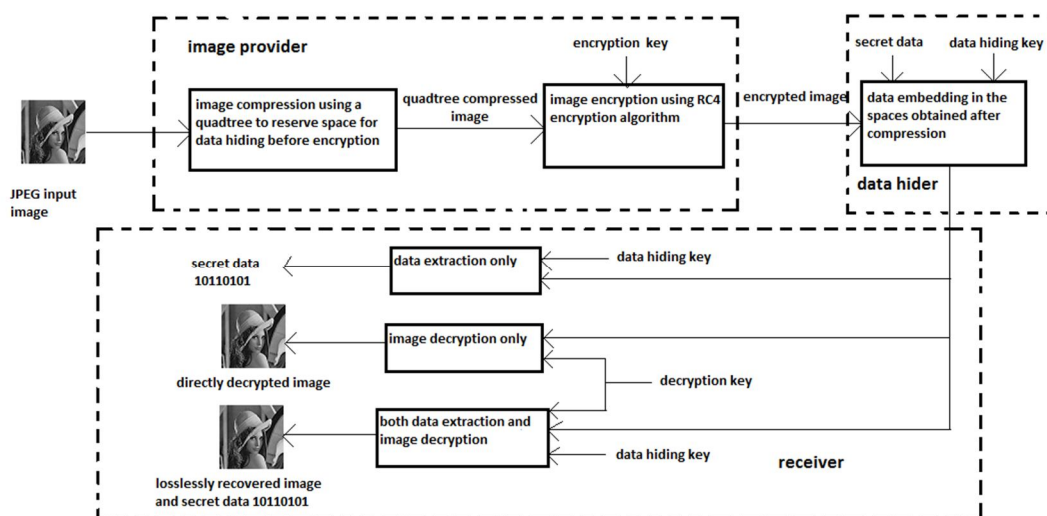 image provider
encryption key
secret data
data hiding key
image compression using a
quadtree to reserve space for
data hiding before encryption
quadtree compressed
image
image encryption using RC4
encryption algorithm
encrypted image
data embedding in the
spaces obtained after
compression
data hider
JPEG input
image
secret data
10110101
data extraction only
data hiding key
image decryption only
directly decrypted image
decryption key
both data extraction and
image decryption
data hiding key
receiver
losslessly recovered image
and secret data 10110101